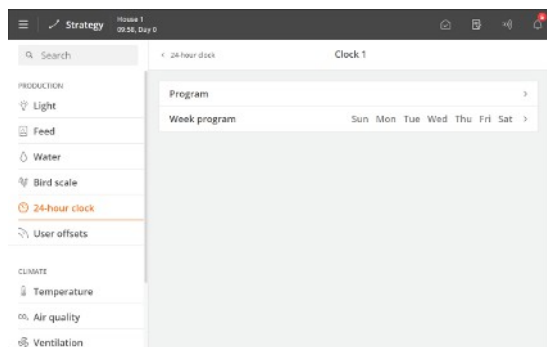 Strategy
House 1
09:58, Day 0
Search
< 24-hour clock
Clock 1
PRODUCTION
Light
Feed
Water
Bird scale
24-hour clock
User offsets
CLIMATE
Temperature
CO₂ Air quality
Ventilation
Program >
Week program Sun Mon Tue Wed Thu Fri Sat >